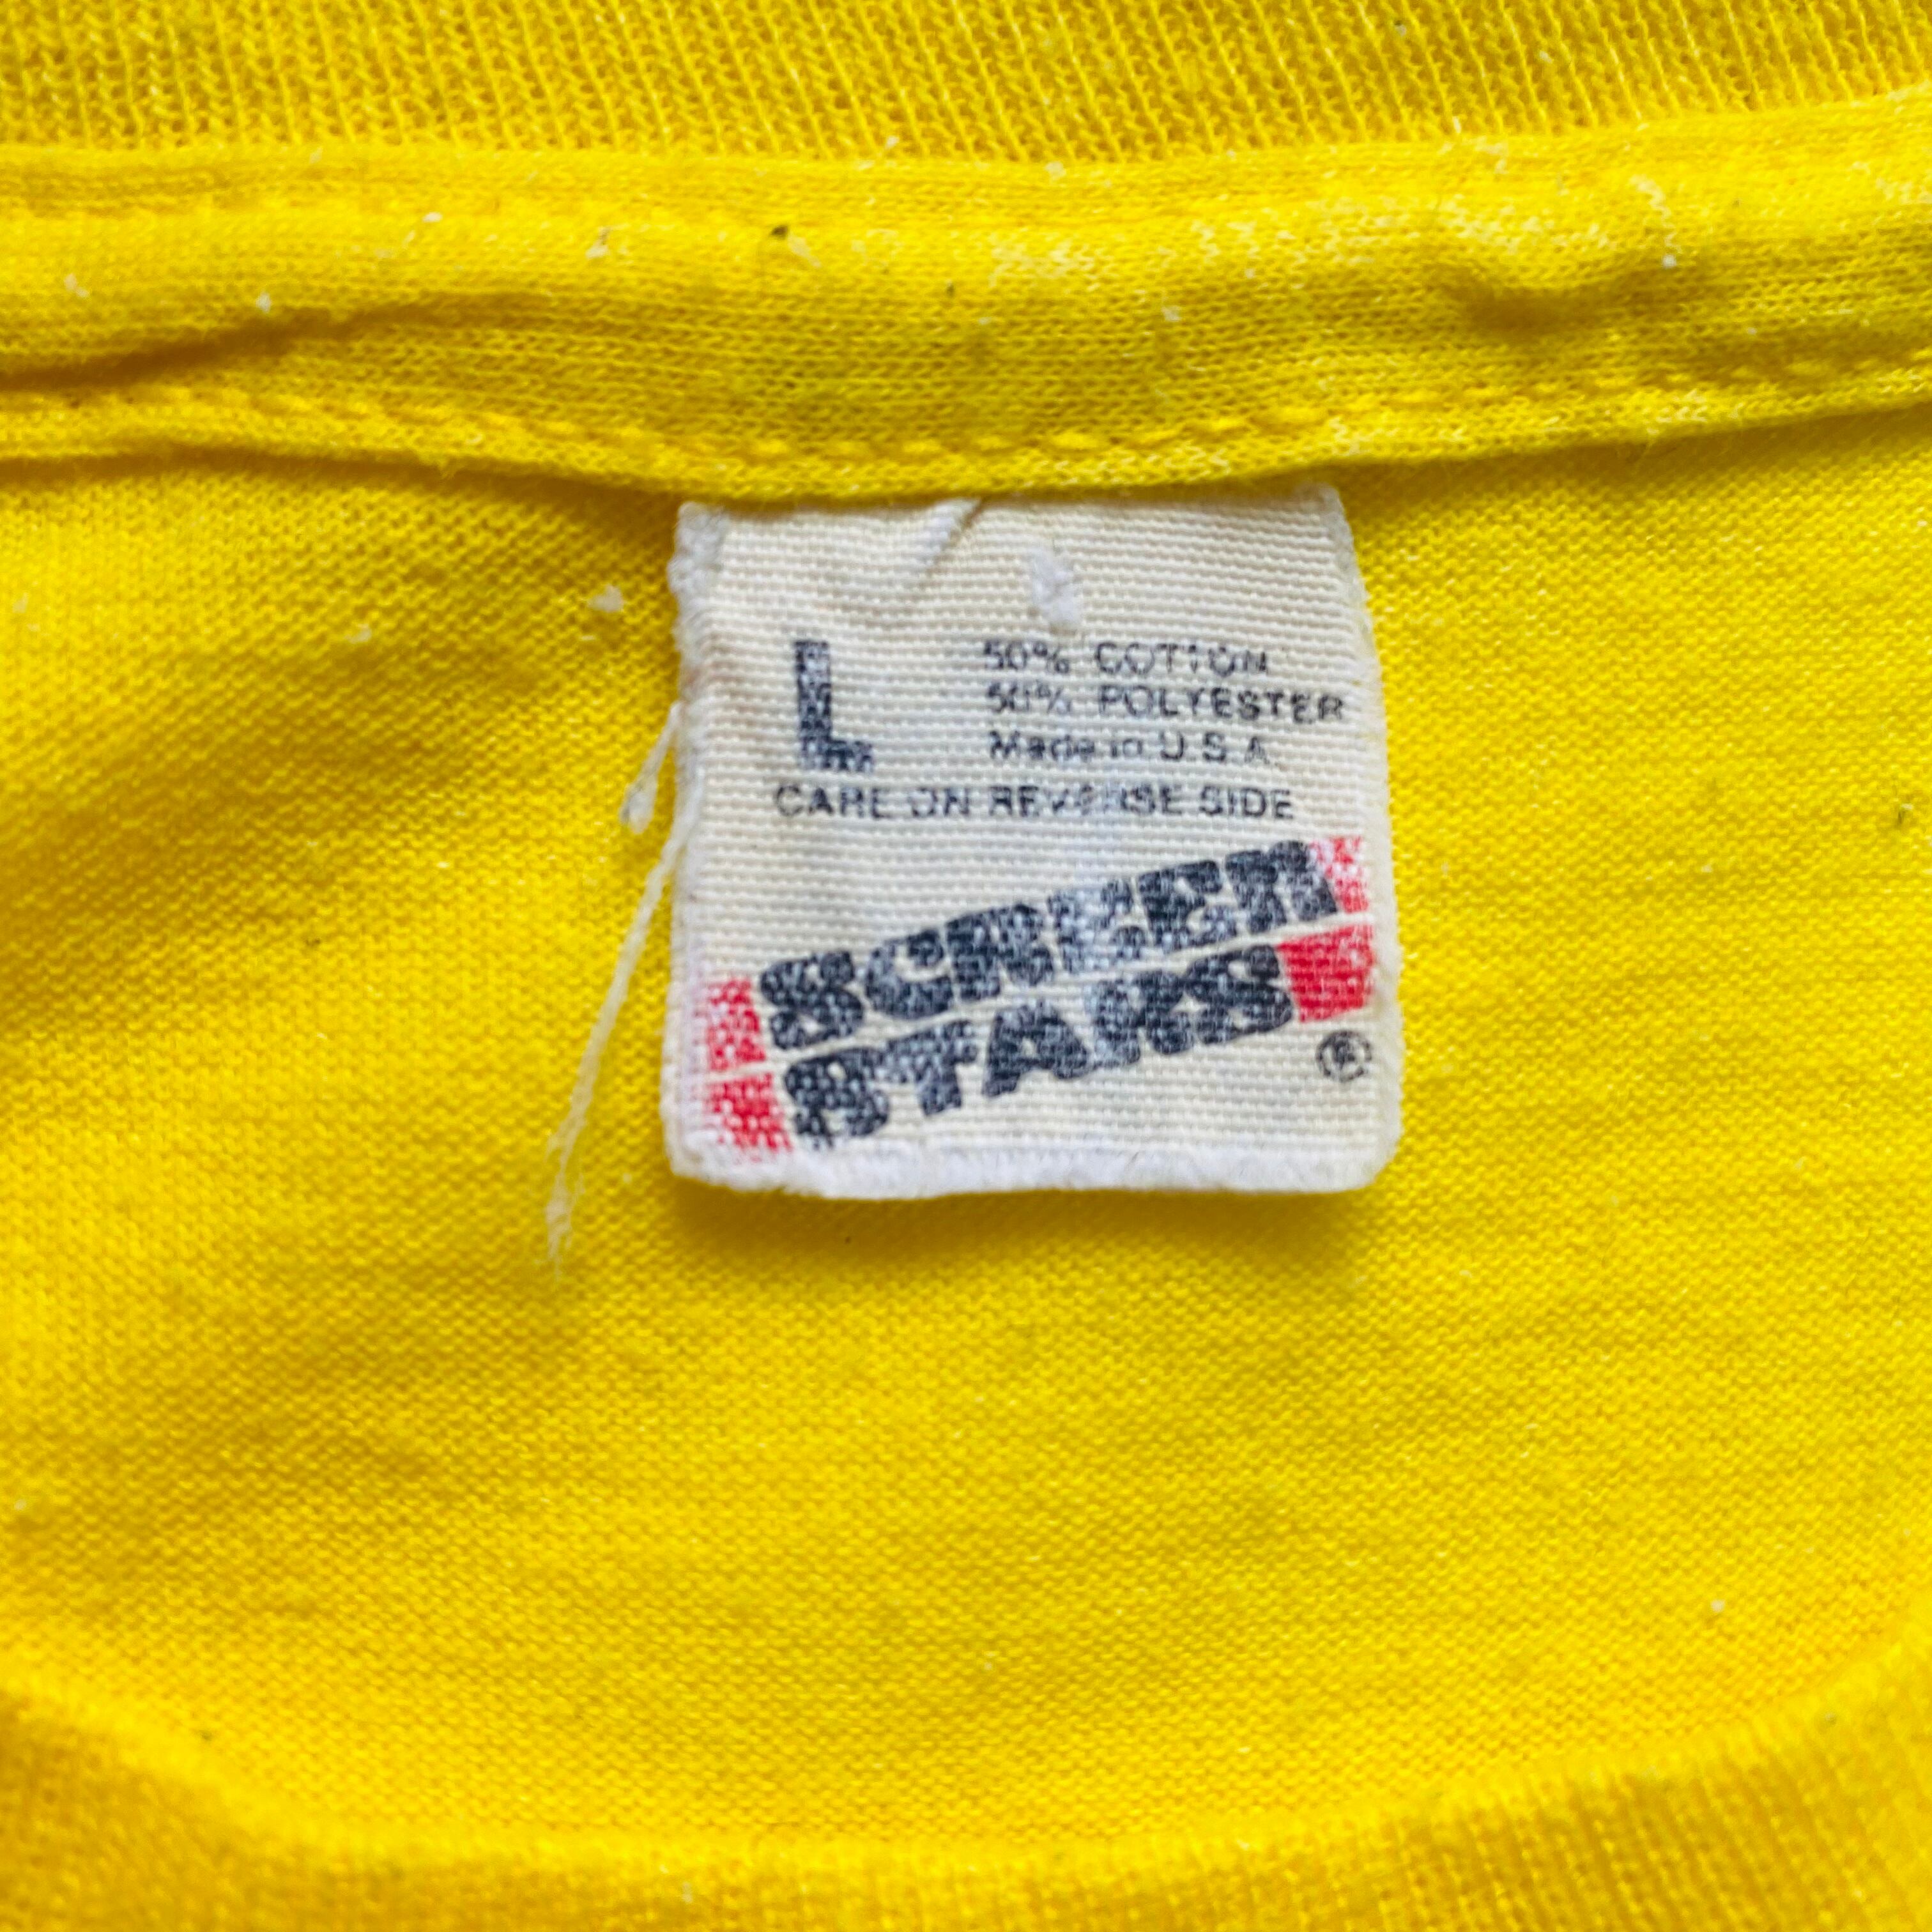 L
50% COTTON
50% POLYESTER
Made in U.S.A.
CARE ON REVERSE SIDE
SCREEN
STARS
®